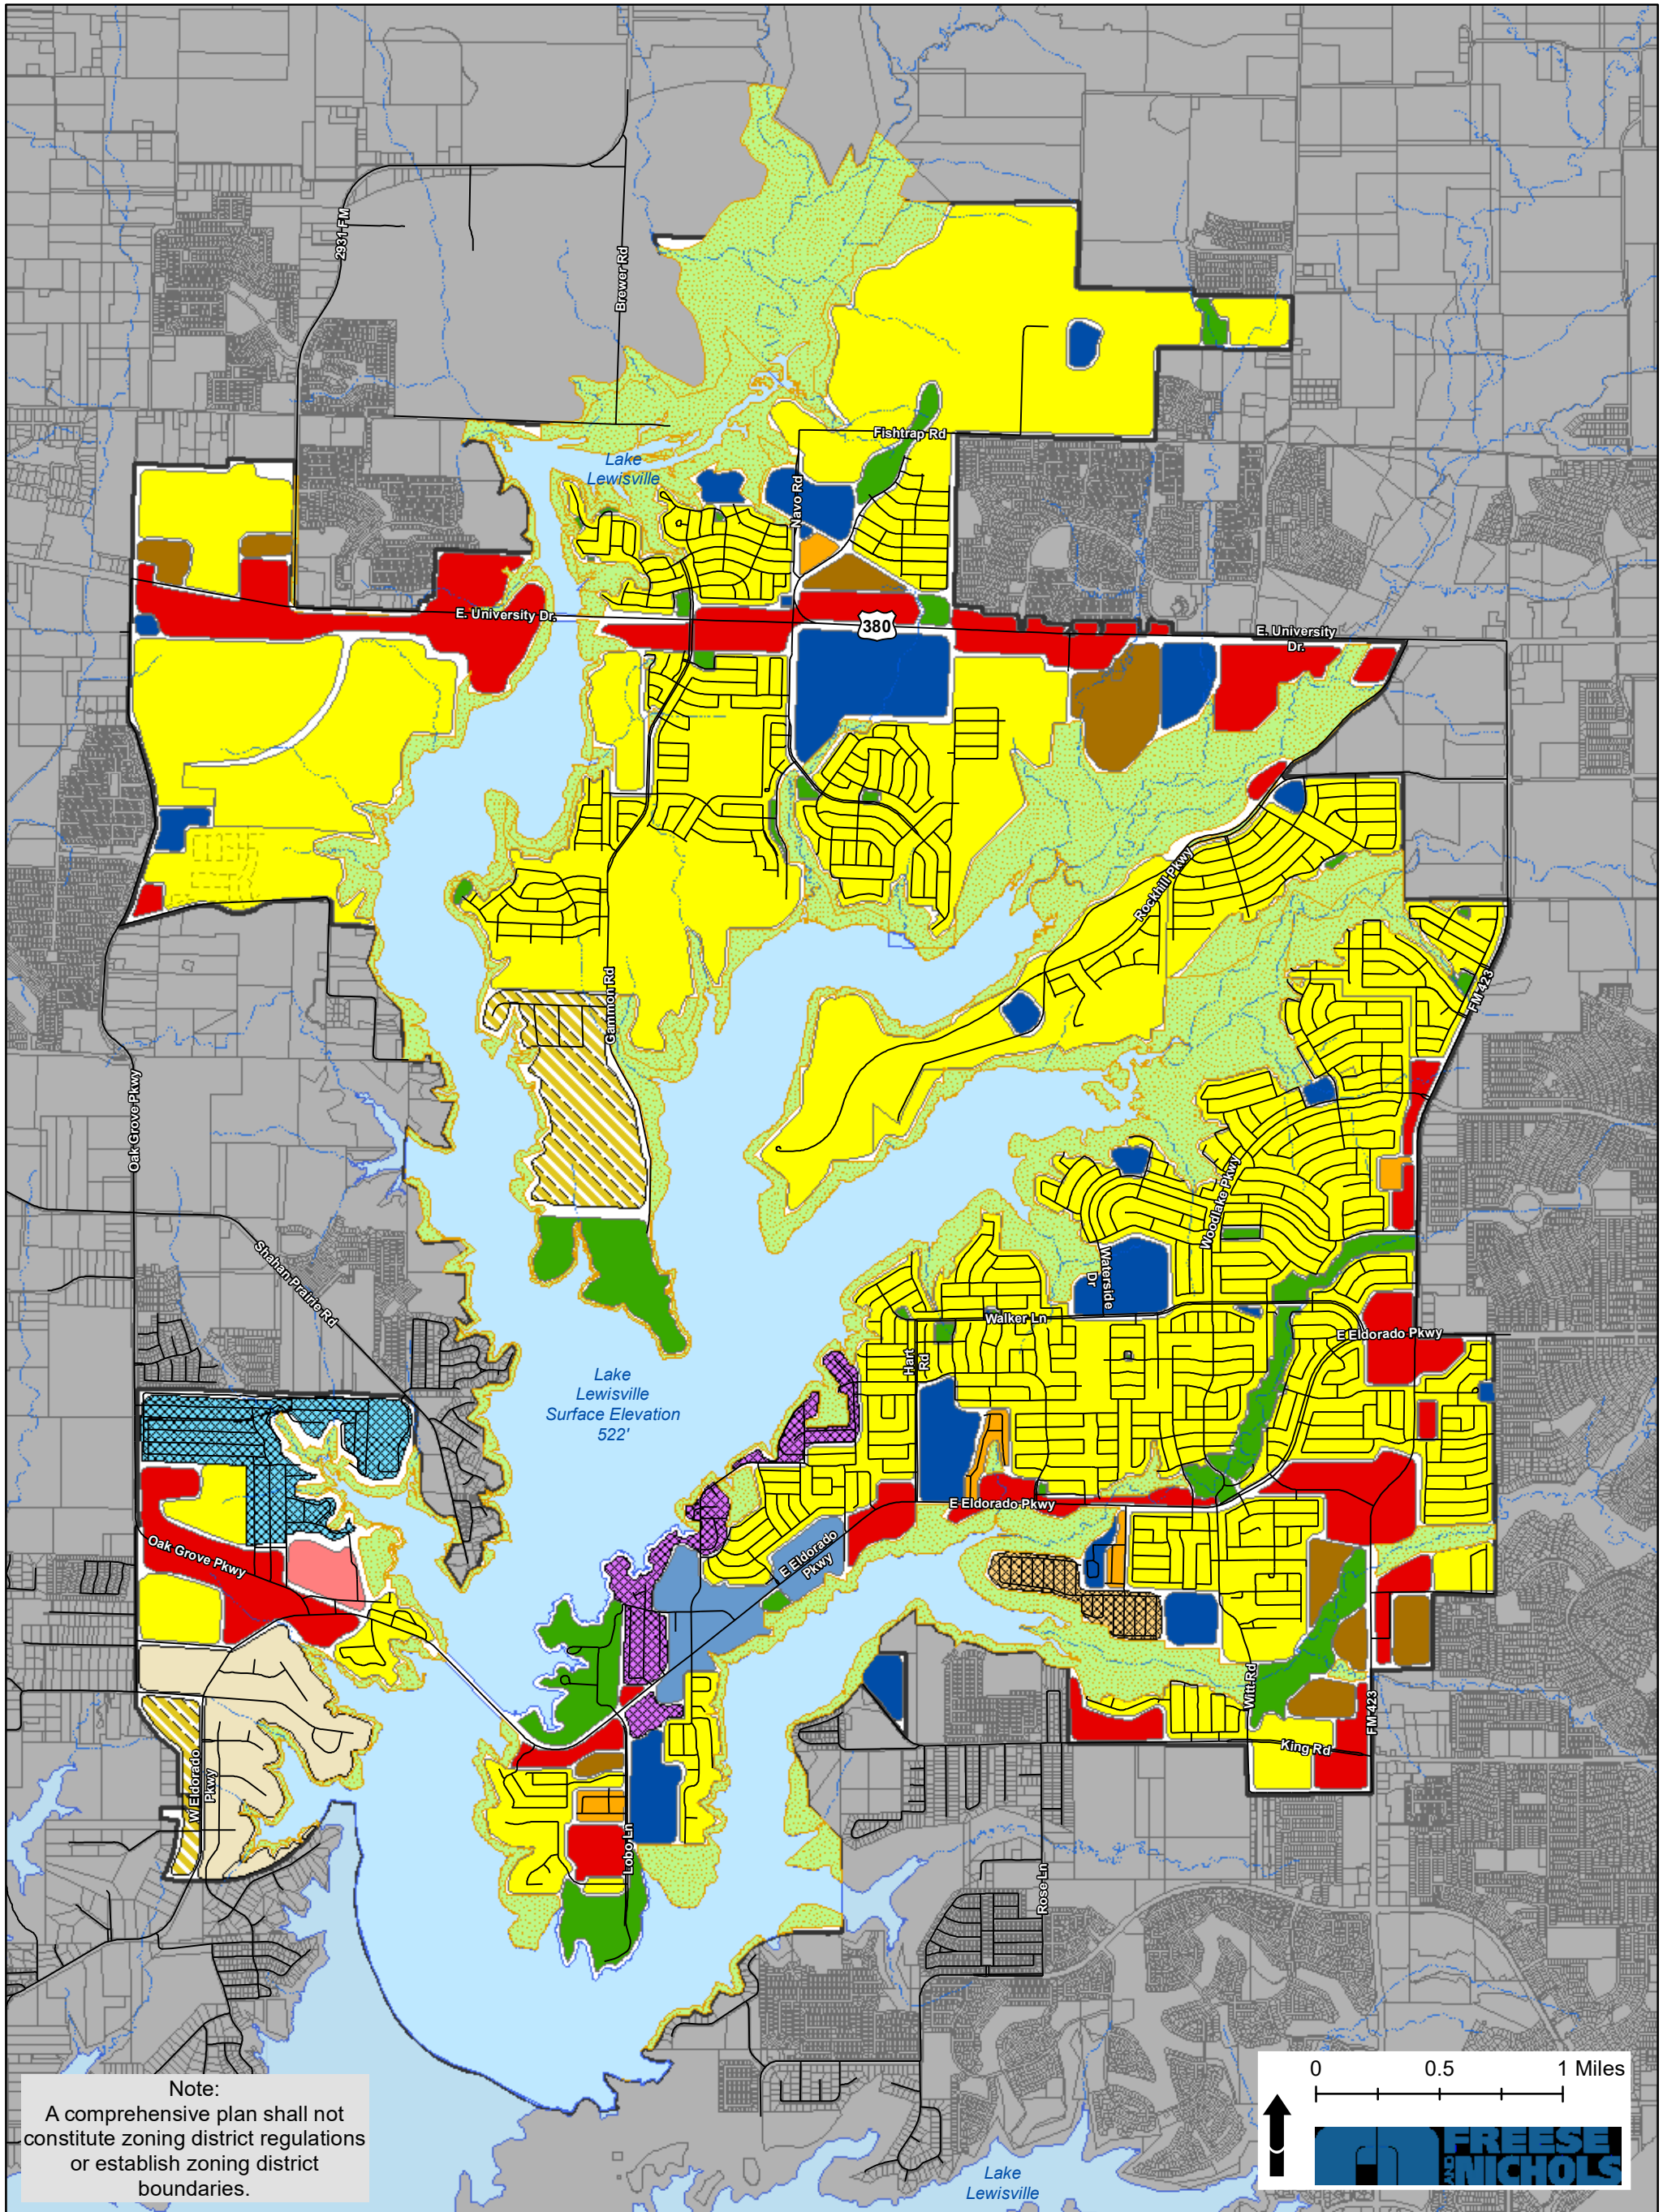 2931 FM
Brewer Rd
Fishtrap Rd
Lake
Lewisville
Navo Rd
E. University Dr.
380
E. University
Dr.
Rockhill Pkwy
FM 423
Gammon Rd
Oak Grove Pkwy
Woodlake Pkwy
Shahan Prairie Rd
Waterside
Dr
Walker Ln
E Eldorado Pkwy
Hart
Rd
Lake
Lewisville
Surface Elevation
522'
E Eldorado Pkwy
E Eldorado
Pkwy
Oak Grove Pkwy
Witt Rd
FM 423
King Rd
W Eldorado
Pkwy
Lobo Ln
Rose Ln
Note:
A comprehensive plan shall not
constitute zoning district regulations
or establish zoning district
boundaries.
0 0.5 1 Miles
FREESE
AND
NICHOLS
Lake
Lewisville